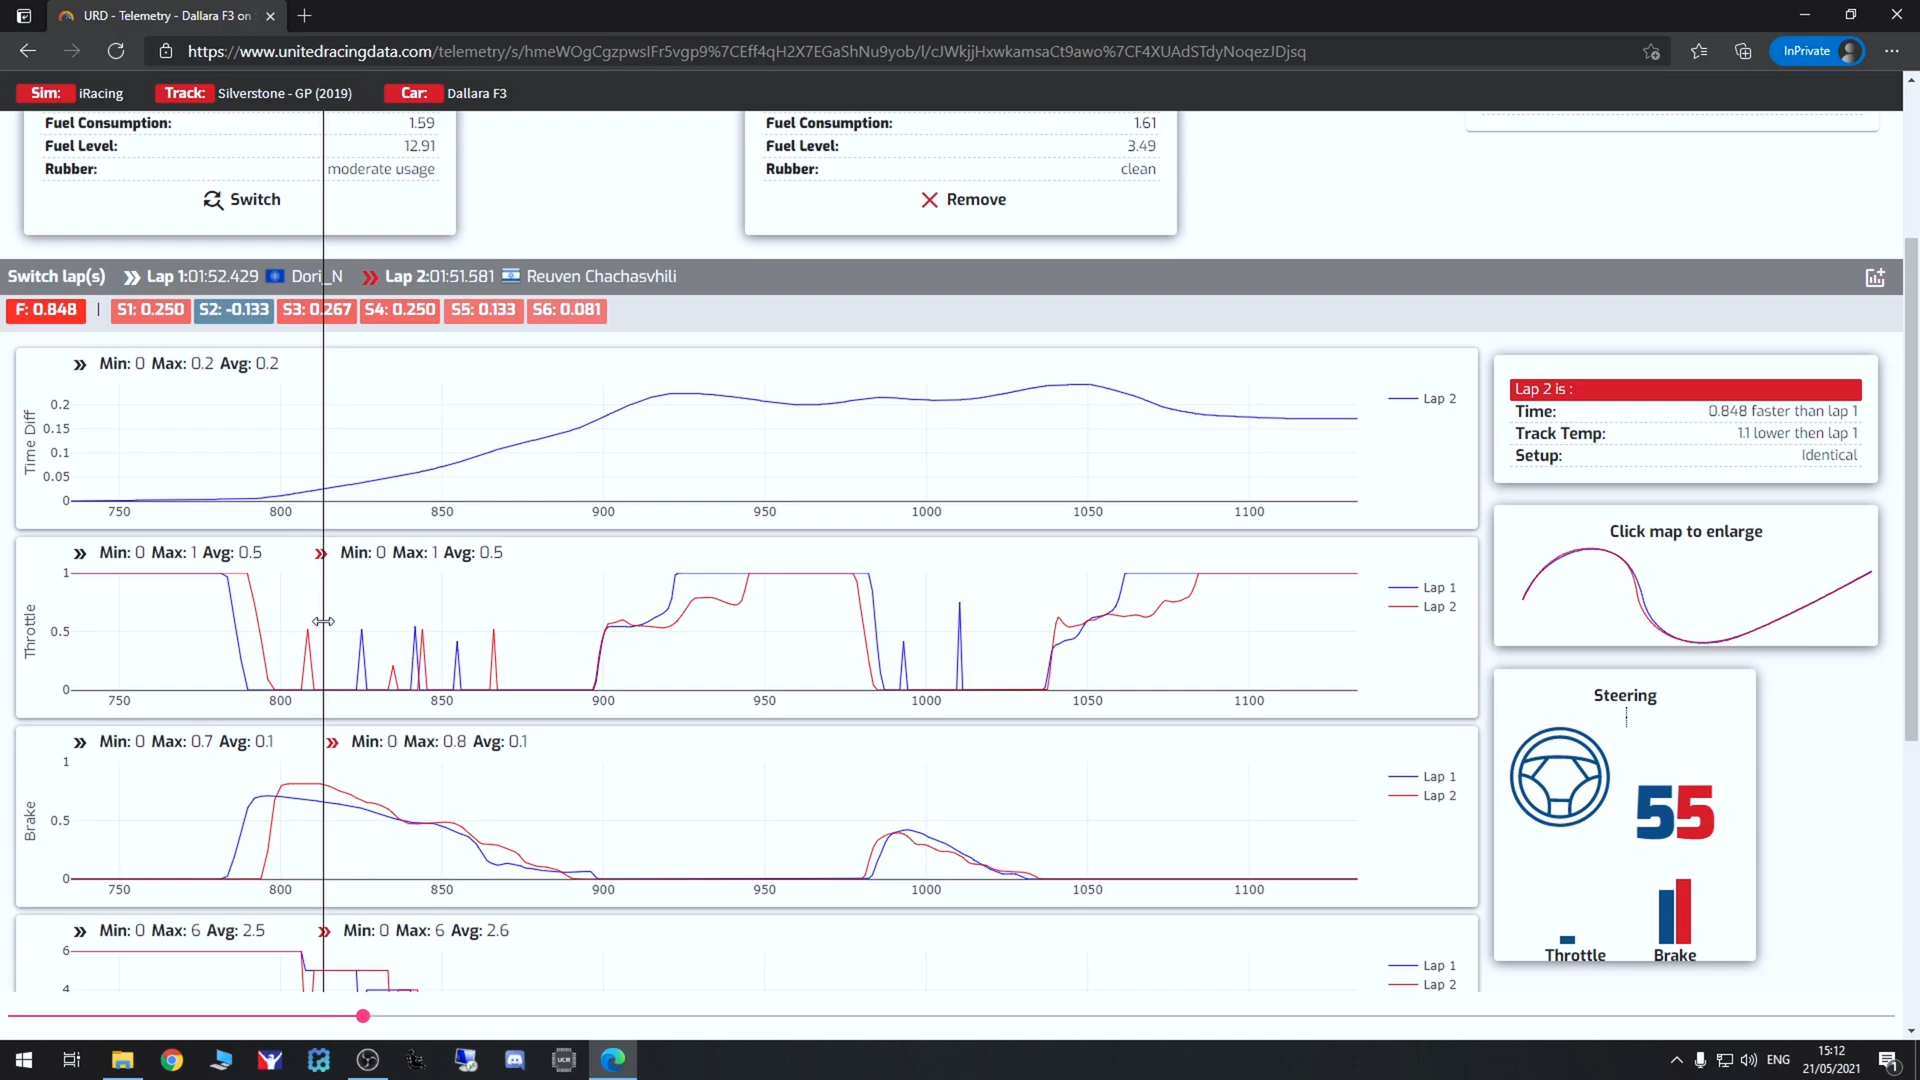 URD - Telemetry - Dallara F3 on
https://www.unitedracingdata.com/telemetry/s/hmeWOgCgzpwsIFr5vgp9%7CEff4qH2X7EGaShNu9yob/l/cJWkjjHxwkamsaCt9awo%7CF4XUAdSTdyNoqezJDjsq
InPrivate
Sim: iRacing Track: Silverstone - GP (2019) Car: Dallara F3
Fuel Consumption: 1.59
Fuel Level: 12.91
Rubber: moderate usage
Switch
Fuel Consumption: 1.61
Fuel Level: 3.49
Rubber: clean
Remove
Switch lap(s) Lap 1:01:52.429 Dori_N Lap 2:01:51.581 Reuven Chachasvhili
F: 0.848 | S1: 0.250 S2: -0.133 S3: 0.267 S4: 0.250 S5: 0.133 S6: 0.081
Min: 0 Max: 0.2 Avg: 0.2
Time Diff
0.2
0.15
0.1
0.05
0
750 800 850 900 950 1000 1050 1100
Lap 2
Min: 0 Max: 1 Avg: 0.5 Min: 0 Max: 1 Avg: 0.5
Throttle
1
0.5
0
750 800 850 900 950 1000 1050 1100
Lap 1
Lap 2
Min: 0 Max: 0.7 Avg: 0.1 Min: 0 Max: 0.8 Avg: 0.1
Brake
1
0.5
0
750 800 850 900 950 1000 1050 1100
Lap 1
Lap 2
Min: 0 Max: 6 Avg: 2.5 Min: 0 Max: 6 Avg: 2.6
6
4
Lap 1
Lap 2
Lap 2 is :
Time: 0.848 faster than lap 1
Track Temp: 1.1 lower then lap 1
Setup: Identical
Click map to enlarge
Steering
55
Throttle Brake
UCR
ENG
15:12
21/05/2021
1